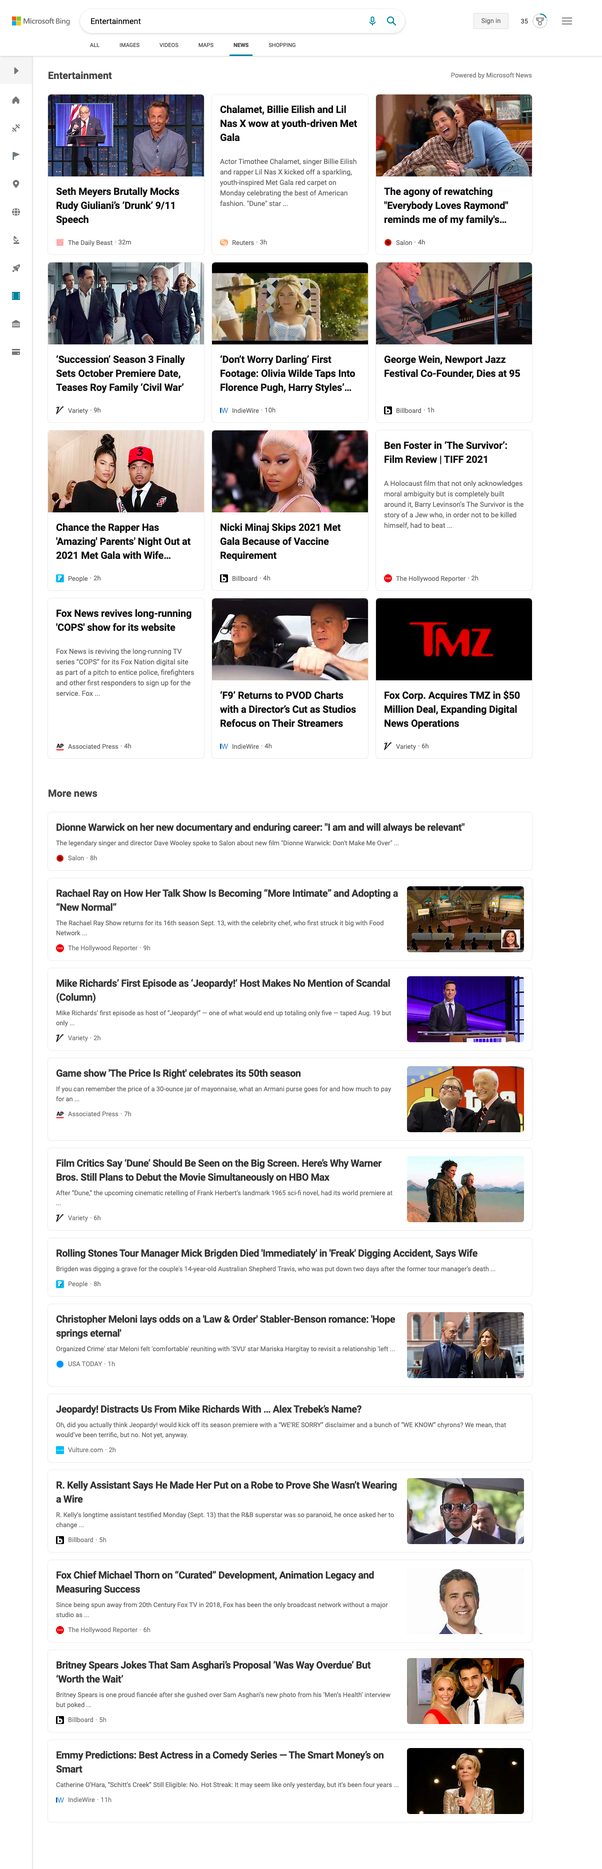 Microsoft Bing
Entertainment
Sign in
35
ALL
IMAGES
VIDEOS
MAPS
NEWS
SHOPPING
Entertainment
Powered by Microsoft News
Seth Meyers Brutally Mocks
Rudy Giuliani's 'Drunk' 9/11
Speech
The Daily Beast · 32m
Chalamet, Billie Eilish and Lil
Nas X wow at youth-driven Met
Gala
Actor Timothee Chalamet, singer Billie Eilish
and rapper Lil Nas X kicked off a sparkling,
youth-inspired Met Gala red carpet on
Monday celebrating the best of American
fashion. "Dune" star ...
Reuters · 3h
The agony of rewatching
"Everybody Loves Raymond"
reminds me of my family's...
Salon · 4h
'Succession' Season 3 Finally
Sets October Premiere Date,
Teases Roy Family 'Civil War'
Variety · 9h
'Don't Worry Darling' First
Footage: Olivia Wilde Taps Into
Florence Pugh, Harry Styles'...
IW IndieWire · 10h
George Wein, Newport Jazz
Festival Co-Founder, Dies at 95
Billboard · 1h
3
Chance the Rapper Has
'Amazing' Parents' Night Out at
2021 Met Gala with Wife...
People · 2h
Nicki Minaj Skips 2021 Met
Gala Because of Vaccine
Requirement
Billboard · 4h
Ben Foster in 'The Survivor':
Film Review | TIFF 2021
A Holocaust film that not only acknowledges
moral ambiguity but is completely built
around it, Barry Levinson's The Survivor is the
story of a Jew who, in order not to be killed
himself, had to beat ...
The Hollywood Reporter · 2h
Fox News revives long-running
'COPS' show for its website
Fox News is reviving the long-running TV
series "COPS" for its Fox Nation digital site
as part of a pitch to entice police, firefighters
and other first responders to sign up for the
service. Fox ...
AP Associated Press · 4h
'F9' Returns to PVOD Charts
with a Director's Cut as Studios
Refocus on Their Streamers
IW IndieWire · 4h
TMZ
Fox Corp. Acquires TMZ in $50
Million Deal, Expanding Digital
News Operations
Variety · 6h
More news
Dionne Warwick on her new documentary and enduring career: "I am and will always be relevant"
The legendary singer and director Dave Wooley spoke to Salon about new film "Dionne Warwick: Don't Make Me Over" ...
Salon · 8h
Rachael Ray on How Her Talk Show Is Becoming "More Intimate" and Adopting a
"New Normal"
The Rachael Ray Show returns for its 16th season Sept. 13, with the celebrity chef, who first struck it big with Food
Network ...
The Hollywood Reporter · 9h
Mike Richards' First Episode as 'Jeopardy!' Host Makes No Mention of Scandal
(Column)
Mike Richards' first episode as host of "Jeopardy!" — one of what would end up totaling only five — taped Aug. 19 but
only ...
Variety · 2h
Game show 'The Price Is Right' celebrates its 50th season
If you can remember the price of a 30-ounce jar of mayonnaise, what an Armani purse goes for and how much to pay
for an ...
AP Associated Press · 7h
Film Critics Say 'Dune' Should Be Seen on the Big Screen. Here's Why Warner
Bros. Still Plans to Debut the Movie Simultaneously on HBO Max
After "Dune," the upcoming cinematic retelling of Frank Herbert's landmark 1965 sci-fi novel, had its world premiere at
...
Variety · 6h
Rolling Stones Tour Manager Mick Brigden Died 'Immediately' in 'Freak' Digging Accident, Says Wife
Brigden was digging a grave for the couple's 14-year-old Australian Shepherd Travis, who was put down two days after the former tour manager's death ...
People · 8h
Christopher Meloni lays odds on a 'Law & Order' Stabler-Benson romance: 'Hope
springs eternal'
Organized Crime' star Meloni felt 'comfortable' reuniting with 'SVU' star Mariska Hargitay to revisit a relationship 'left ...
USA TODAY · 1h
Jeopardy! Distracts Us From Mike Richards With ... Alex Trebek's Name?
Oh, did you actually think Jeopardy! would kick off its season premiere with a "WE'RE SORRY" disclaimer and a bunch of "WE KNOW" chyrons? We mean, that
would've been terrific, but no. Not yet, anyway.
Vulture.com · 2h
R. Kelly Assistant Says He Made Her Put on a Robe to Prove She Wasn't Wearing
a Wire
R. Kelly's longtime assistant testified Monday (Sept. 13) that the R&B superstar was so paranoid, he once asked her to
change ...
Billboard · 5h
Fox Chief Michael Thorn on "Curated" Development, Animation Legacy and
Measuring Success
Since being spun away from 20th Century Fox TV in 2018, Fox has been the only broadcast network without a major
studio as ...
The Hollywood Reporter · 6h
Britney Spears Jokes That Sam Asghari's Proposal 'Was Way Overdue' But
'Worth the Wait'
Britney Spears is one proud fiancée after she gushed over Sam Asghari's new photo from his 'Men's Health' interview
but poked ...
Billboard · 5h
Emmy Predictions: Best Actress in a Comedy Series — The Smart Money's on
Smart
Catherine O'Hara, "Schitt's Creek" Still Eligible: No. Hot Streak: It may seem like only yesterday, but it's been four years ...
IW IndieWire · 11h